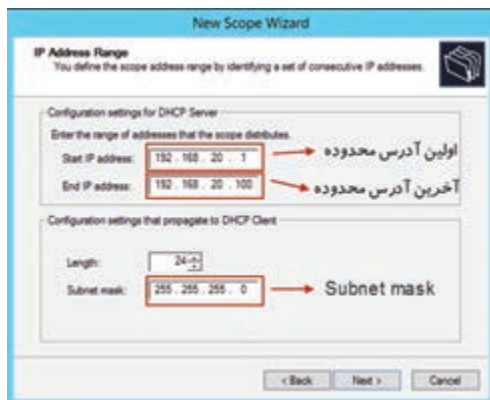 New Scope Wizard
IP Address Range
You define the scope address range by identifying a set of consecutive IP addresses.
Configuration settings for DHCP Server
Enter the range of addresses that the scope distributes.
Start IP address: 192 . 168 . 20 . 1
اولین آدرس محدوده
End IP address: 192 . 168 . 20 . 100
آخرین آدرس محدوده
Configuration settings that propagate to DHCP Client
Length: 24
Subnet mask: 255 . 255 . 255 . 0
Subnet mask
< Back Next > Cancel